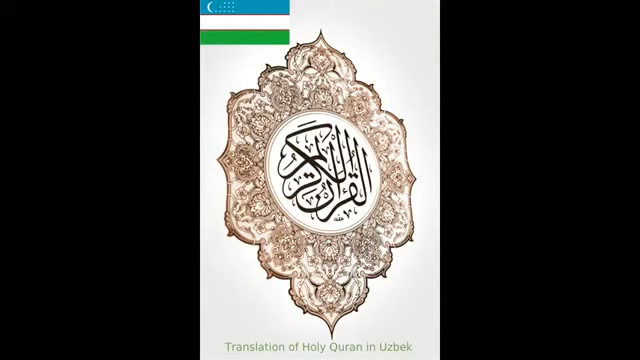 القرآن الكريم
Translation of Holy Quran in Uzbek